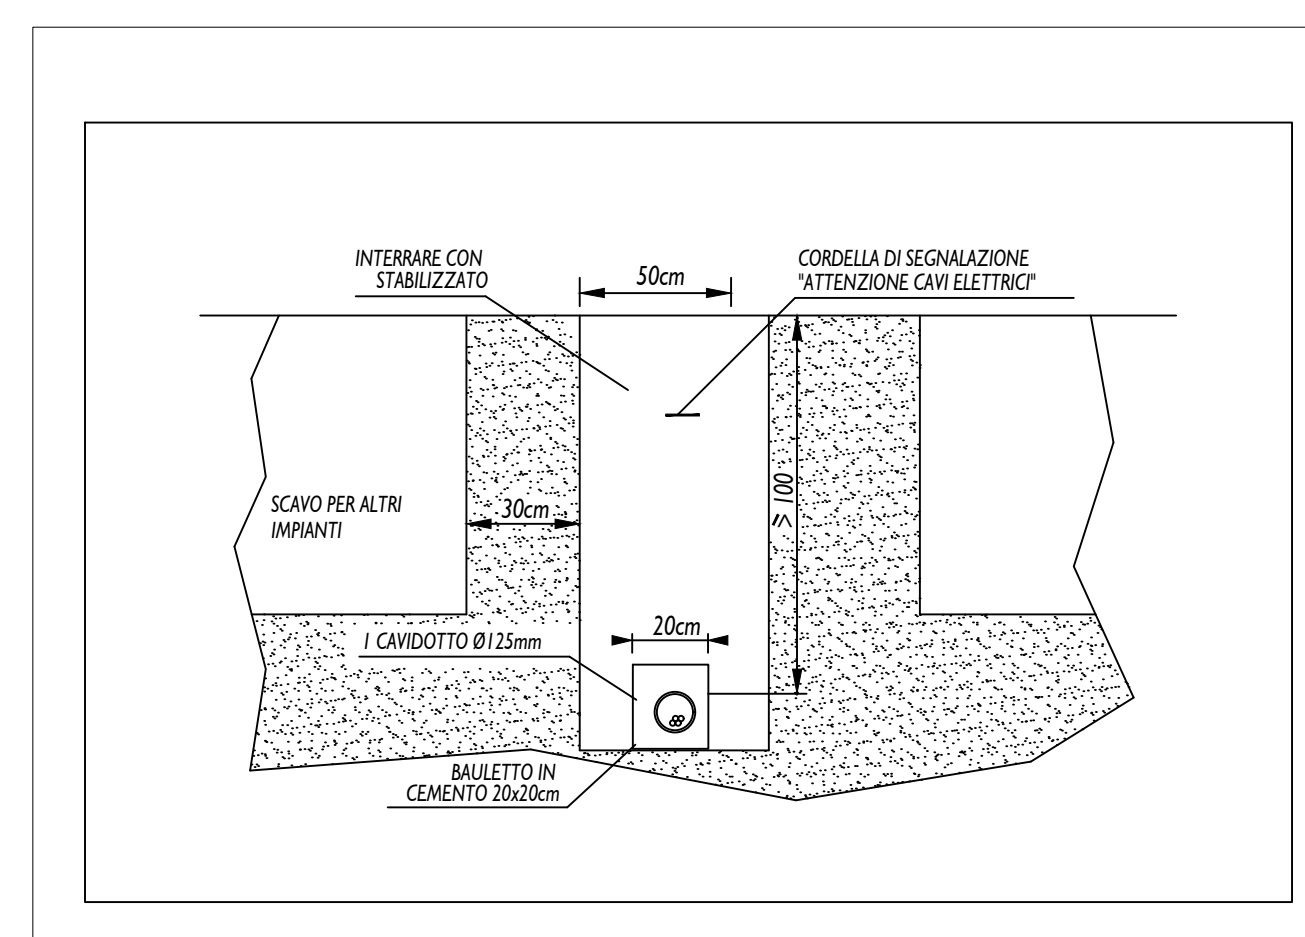 INTERRARE CON
STABILIZZATO
50cm
CORDELLA DI SEGNALAZIONE
"ATTENZIONE CAVI ELETTRICI"
SCAVO PER ALTRI
IMPIANTI
30cm
≥ 100
20cm
1 CAVIDOTTO Ø125mm
BAULETTO IN
CEMENTO 20x20cm